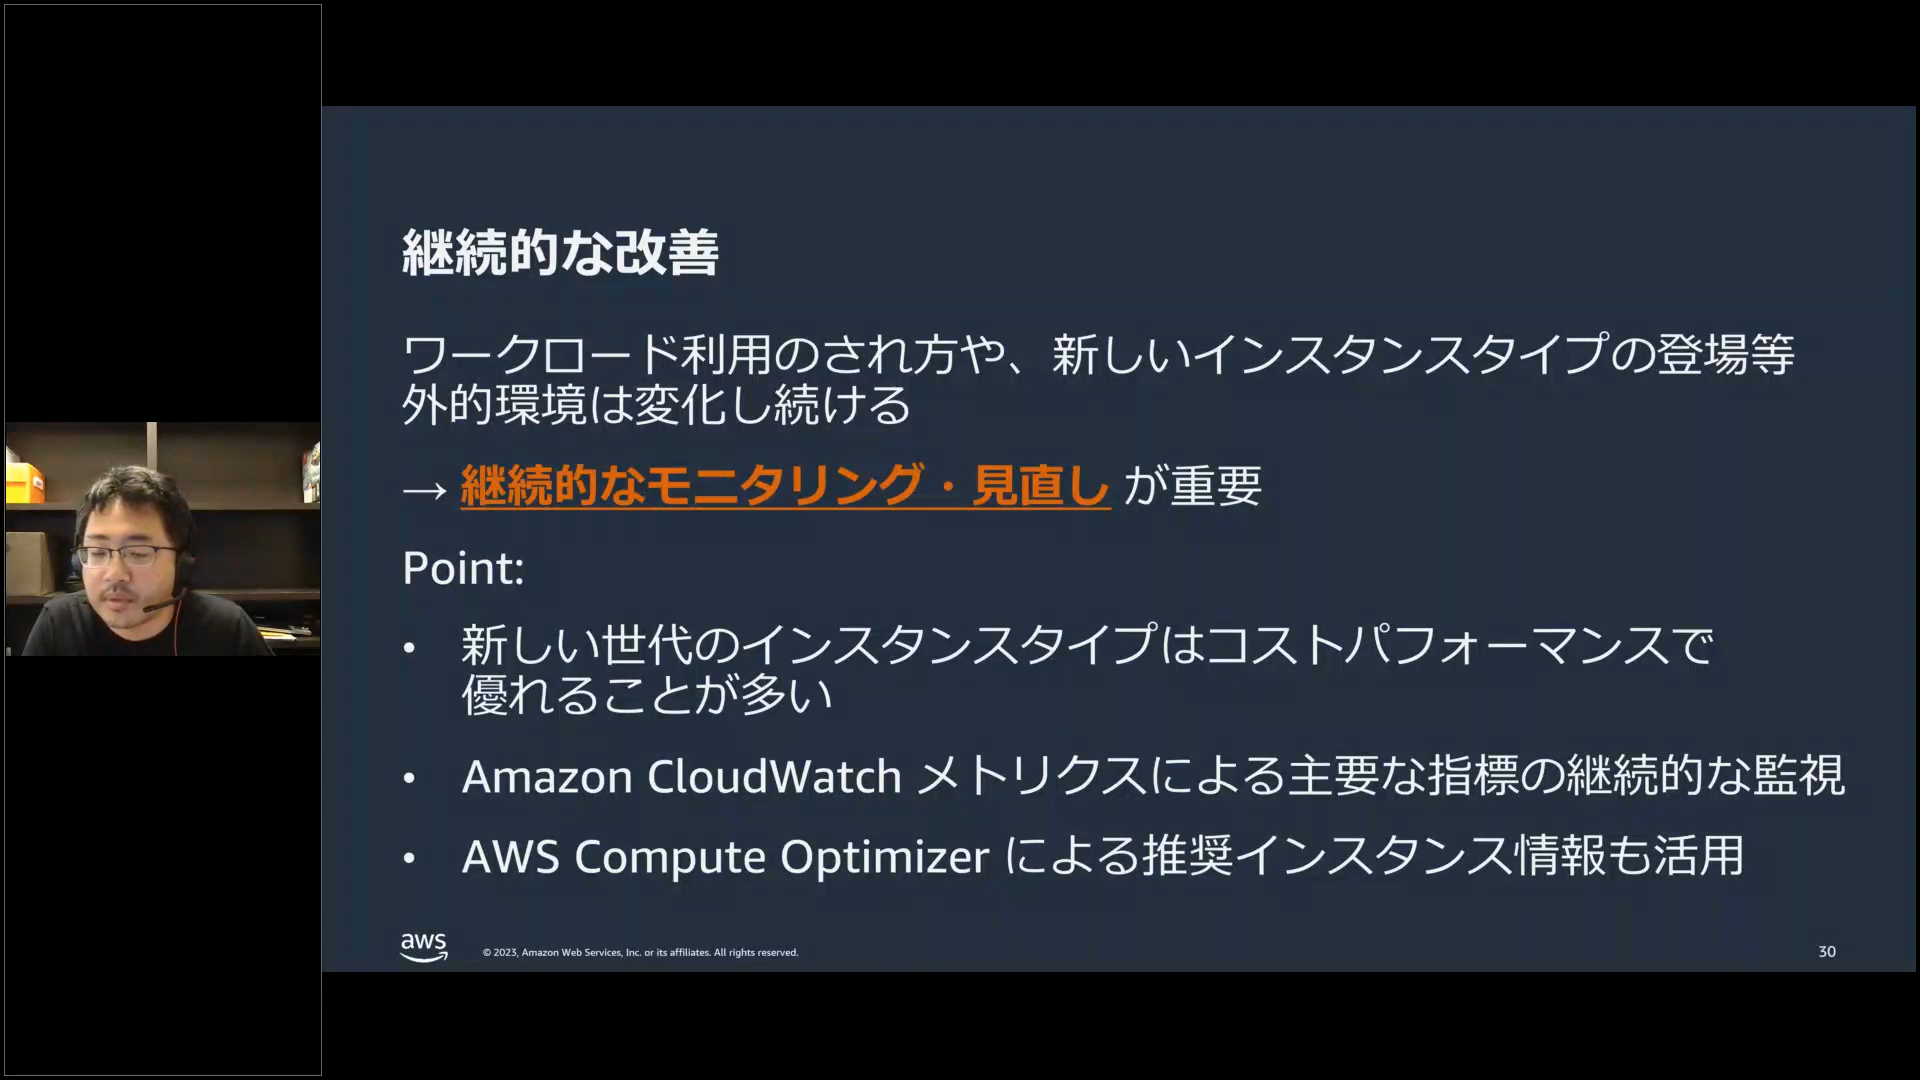 継続的な改善
ワークロード利用のされ方や、新しいインスタンスタイプの登場等
外的環境は変化し続ける
→ 継続的なモニタリング・見直し が重要
Point:
• 新しい世代のインスタンスタイプはコストパフォーマンスで
優れることが多い
• Amazon CloudWatch メトリクスによる主要な指標の継続的な監視
• AWS Compute Optimizer による推奨インスタンス情報も活用
aws
© 2023, Amazon Web Services, Inc. or its affiliates. All rights reserved.
30